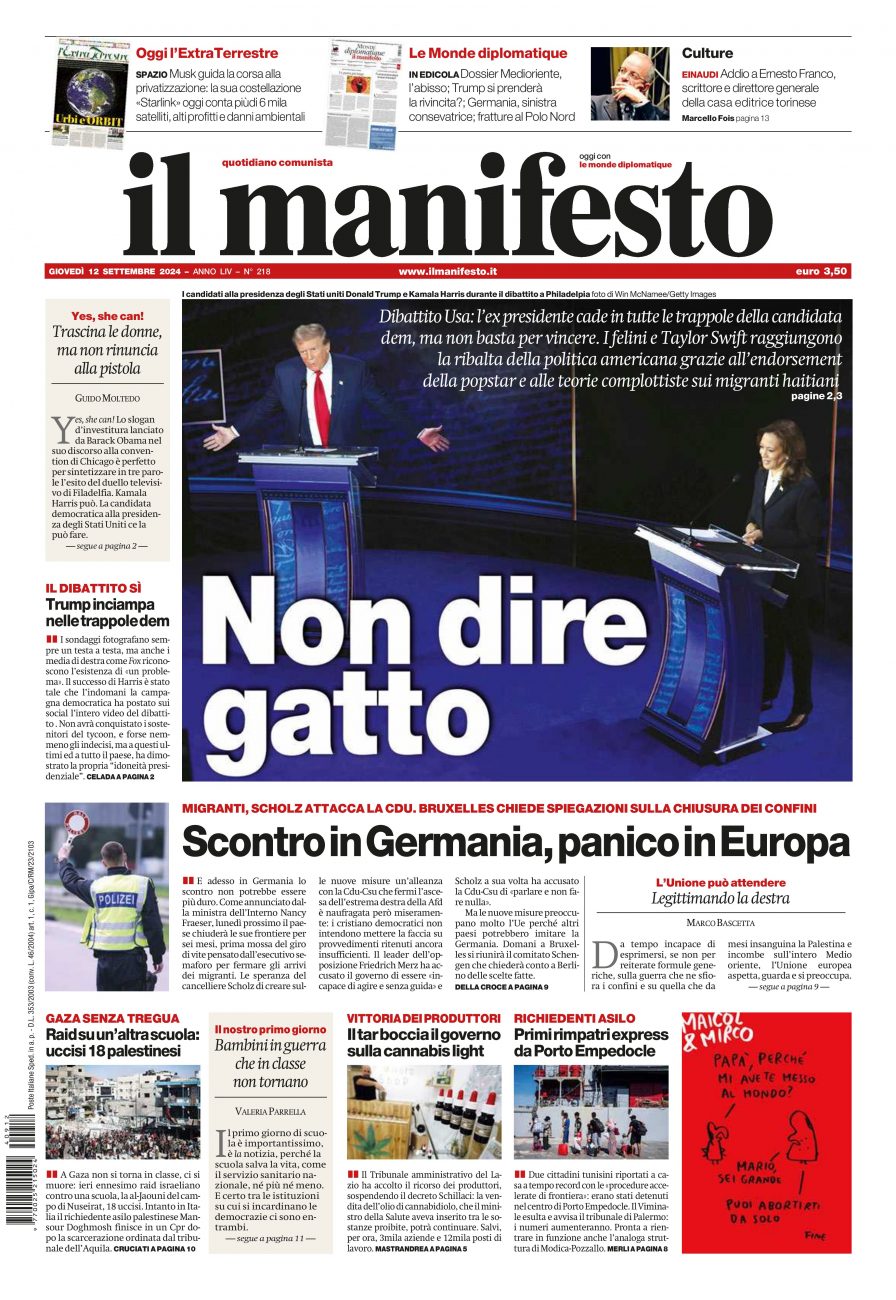 Oggi l'ExtraTerrestre
SPAZIO Musk guida la corsa alla
privatizzazione: la sua costellazione
«Starlink» oggi conta piùdi 6 mila
satelliti, alti profitti e danni ambientali
l'ExtraTerrestre
Urbi e ORBIT
Le Monde diplomatique
IN EDICOLA Dossier Medioriente,
l'abisso; Trump si prenderà
la rivincita?; Germania, sinistra
consevatrice; fratture al Polo Nord
Culture
EINAUDI Addio a Ernesto Franco,
scrittore e direttore generale
della casa editrice torinese
Marcello Fois pagina 13
quotidiano comunista
oggi con
le monde diplomatique
il manifesto
GIOVEDÌ 12 SETTEMBRE 2024 – ANNO LIV – N° 218
www.ilmanifesto.it
euro 3,50
I candidati alla presidenza degli Stati uniti Donald Trump e Kamala Harris durante il dibattito a Philadelpia foto di Win McNamee/Getty Images
Dibattito Usa: l'ex presidente cade in tutte le trappole della candidata
dem, ma non basta per vincere. I felini e Taylor Swift raggiungono
la ribalta della politica americana grazie all'endorsement
della popstar e alle teorie complottiste sui migranti haitiani
pagine 2,3
Non dire
gatto
Yes, she can!
Trascina le donne,
ma non rinuncia
alla pistola
GUIDO MOLTEDO
Yes, she can! Lo slogan
d'investitura lanciato
da Barack Obama nel
suo discorso alla conven-
tion di Chicago è perfetto
per sintetizzare in tre paro-
le l'esito del duello televisi-
vo di Filadelfia. Kamala
Harris può. La candidata
democratica alla presiden-
za degli Stati Uniti ce la
può fare.
— segue a pagina 2 —
IL DIBATTITO SÌ
Trump inciampa
nelle trappole dem
I sondaggi fotografano sem-
pre un testa a testa, ma anche i
media di destra come Fox ricono-
scono l'esistenza di «un proble-
ma». Il successo di Harris è stato
tale che l'indomani la campa-
gna democratica ha postato sui
social l'intero video del dibatti-
to . Non avrà conquistato i soste-
nitori del tycoon, e forse nem-
meno gli indecisi, ma a questi ul-
timi ed a tutto il paese, ha dimo-
strato la propria "idoneità presi-
denziale". CELADA A PAGINA 2
POLIZEI
MIGRANTI, SCHOLZ ATTACCA LA CDU. BRUXELLES CHIEDE SPIEGAZIONI SULLA CHIUSURA DEI CONFINI
Scontro in Germania, panico in Europa
E adesso in Germania lo
scontro non potrebbe essere
più duro. Come annunciato dal-
la ministra dell'Interno Nancy
Fraeser, lunedì prossimo il pae-
se chiuderà le sue frontiere per
sei mesi, prima mossa del giro
di vite pensato dall'esecutivo se-
maforo per fermare gli arrivi
dei migranti. Le speranza del
cancelliere Scholz di creare sul-
le nuove misure un'alleanza
con la Cdu-Csu che fermi l'asce-
sa dell'estrema destra della Afd
è naufragata però miseramen-
te: i cristiano democratici non
intendono mettere la faccia su
provvedimenti ritenuti ancora
insufficienti. Il leader dell'op-
posizione Friedrich Merz ha ac-
cusato il governo di essere «in-
capace di agire e senza guida» e
Scholz a sua volta ha accusato
la Cdu-Csu di «parlare e non fa-
re nulla».
Ma le nuove misure preoccu-
pano molto l'Ue perché altri
paesi potrebbero imitare la
Germania. Domani a Bruxel-
les si riunirà il comitato Schen-
gen che chiederà conto a Berli-
no delle scelte fatte.
DELLA CROCE A PAGINA 9
L'Unione può attendere
Legittimando la destra
MARCO BASCETTA
Da tempo incapace di
esprimersi, se non per
reiterate formule gene-
riche, sulla guerra che ne sfio-
ra i confini e su quella che da
mesi insanguina la Palestina e
incombe sull'intero Medio
oriente, l'Unione europea
aspetta, guarda e si preoccupa.
— segue a pagina 9 —
GAZA SENZA TREGUA
Raid su un'altra scuola:
uccisi 18 palestinesi
A Gaza non si torna in classe, ci si
muore: ieri ennesimo raid israeliano
contro una scuola, la al-Jaouni del cam-
po di Nuseirat, 18 uccisi. Intanto in Ita-
lia il richiedente asilo palestinese Man-
sour Doghmosh finisce in un Cpr do-
po la scarcerazione ordinata dal tribu-
nale dell'Aquila. CRUCIATI A PAGINA 10
Il nostro primo giorno
Bambini in guerra
che in classe
non tornano
VALERIA PARRELLA
Il primo giorno di scuo-
la è importantissimo,
è la notizia, perché la
scuola salva la vita, come
il servizio sanitario na-
zionale, né più né meno.
E certo tra le istituzioni
su cui si incardinano le
democrazie ci sono en-
trambi.
— segue a pagina 11 —
VITTORIA DEI PRODUTTORI
Il tar boccia il governo
sulla cannabis light
Il Tribunale amministrativo del La-
zio ha accolto il ricorso dei produttori,
sospendendo il decreto Schillaci: la ven-
dita dell'olio di cannabidiolo, che il mini-
stro della Salute aveva inserito tra le so-
stanze proibite, potrà continuare. Salvi,
per ora, 3mila aziende e 12mila posti di
lavoro. MASTRANDREA A PAGINA 5
RICHIEDENTI ASILO
Primi rimpatri express
da Porto Empedocle
Due cittadini tunisini riportati a ca-
sa a tempo record con le «procedure acce-
lerate di frontiera»: erano stati detenuti
nel centro di Porto Empedocle. Il Vimina-
le esulta e avvisa il tribunale di Palermo:
i numeri aumenteranno. Pronta a rien-
trare in funzione anche l'analoga strut-
tura di Modica-Pozzallo. MERLI A PAGINA 8
MAICOL
& MIRCO
PAPÀ, PERCHÉ
MI AVETE MESSO
AL MONDO?
MARIO,
SEI GRANDE
PUOI ABORTIRTI
DA SOLO
FINE
Poste Italiane Sped. in a. p. - D.L. 353/2003 (conv. L. 46/2004) art. 1, c. 1, Gipa/C/RM/23/2103
40912
9 770025 215024